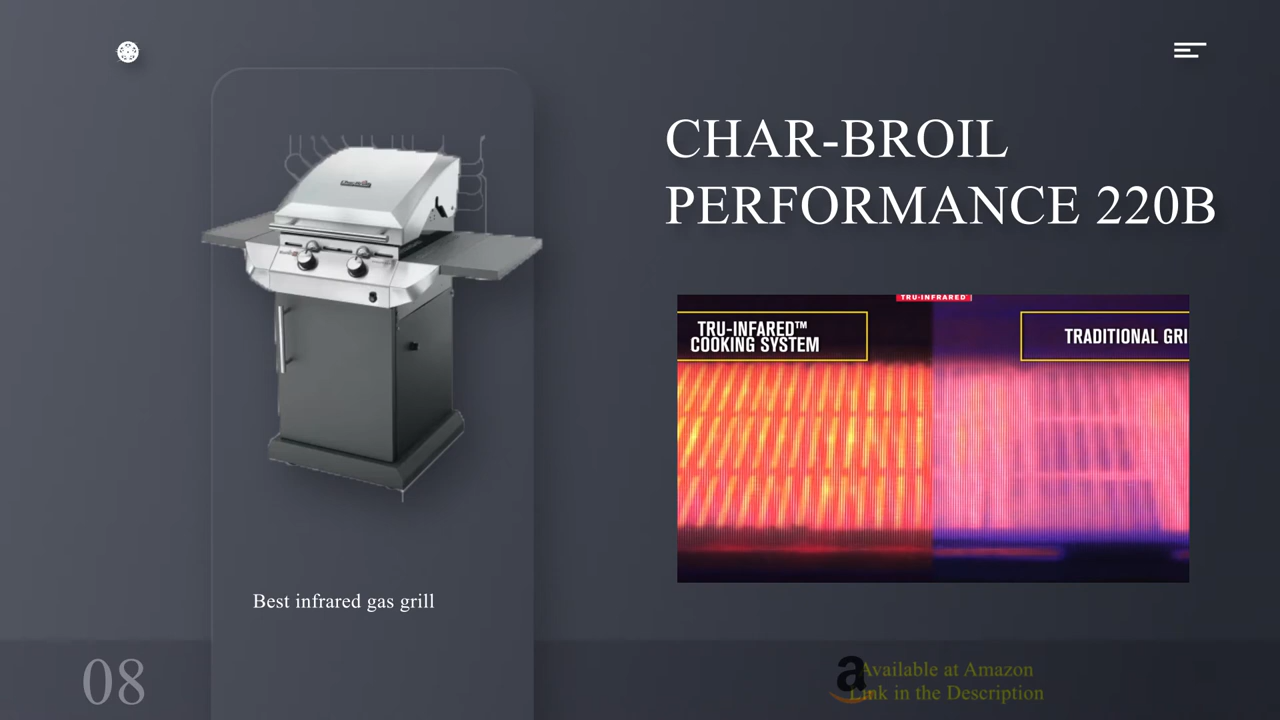 CHAR-BROIL
PERFORMANCE 220B
TRU-INFRARED
TRU-INFARED™
COOKING SYSTEM
TRADITIONAL GRI
Best infrared gas grill
08
a
Available at Amazon
Link in the Description